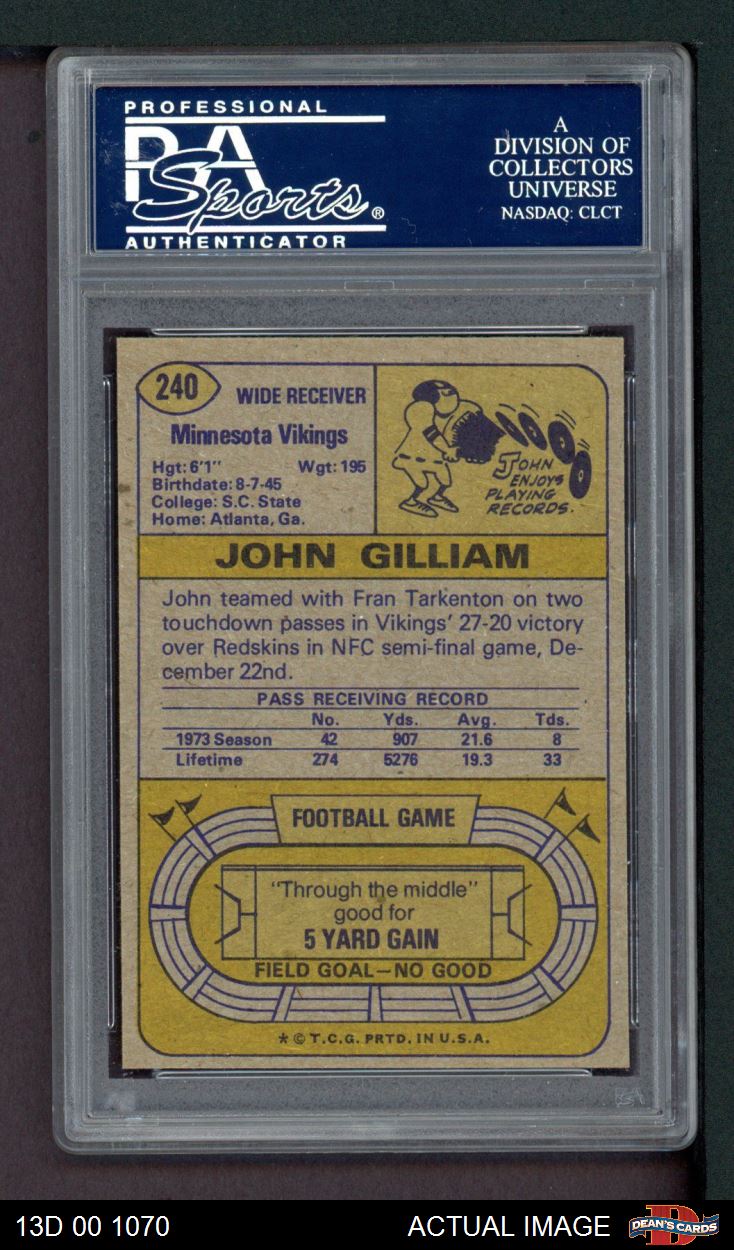 PROFESSIONAL
PSA
Sports®
AUTHENTICATOR
A
DIVISION OF
COLLECTORS
UNIVERSE
NASDAQ: CLCT
240
WIDE RECEIVER
Minnesota Vikings
Hgt: 6'1" Wgt: 195
Birthdate: 8-7-45
College: S.C. State
Home: Atlanta, Ga.
JOHN
ENJOYS
PLAYING
RECORDS.
JOHN GILLIAM
John teamed with Fran Tarkenton on two
touchdown passes in Vikings' 27-20 victory
over Redskins in NFC semi-final game, De-
cember 22nd.
PASS RECEIVING RECORD
No. Yds. Avg. Tds.
1973 Season 42 907 21.6 8
Lifetime 274 5276 19.3 33
FOOTBALL GAME
"Through the middle"
good for
5 YARD GAIN
FIELD GOAL—NO GOOD
* © T.C.G. PRTD. IN U.S.A.
13D 00 1070
ACTUAL IMAGE
D
DEAN'S CARDS